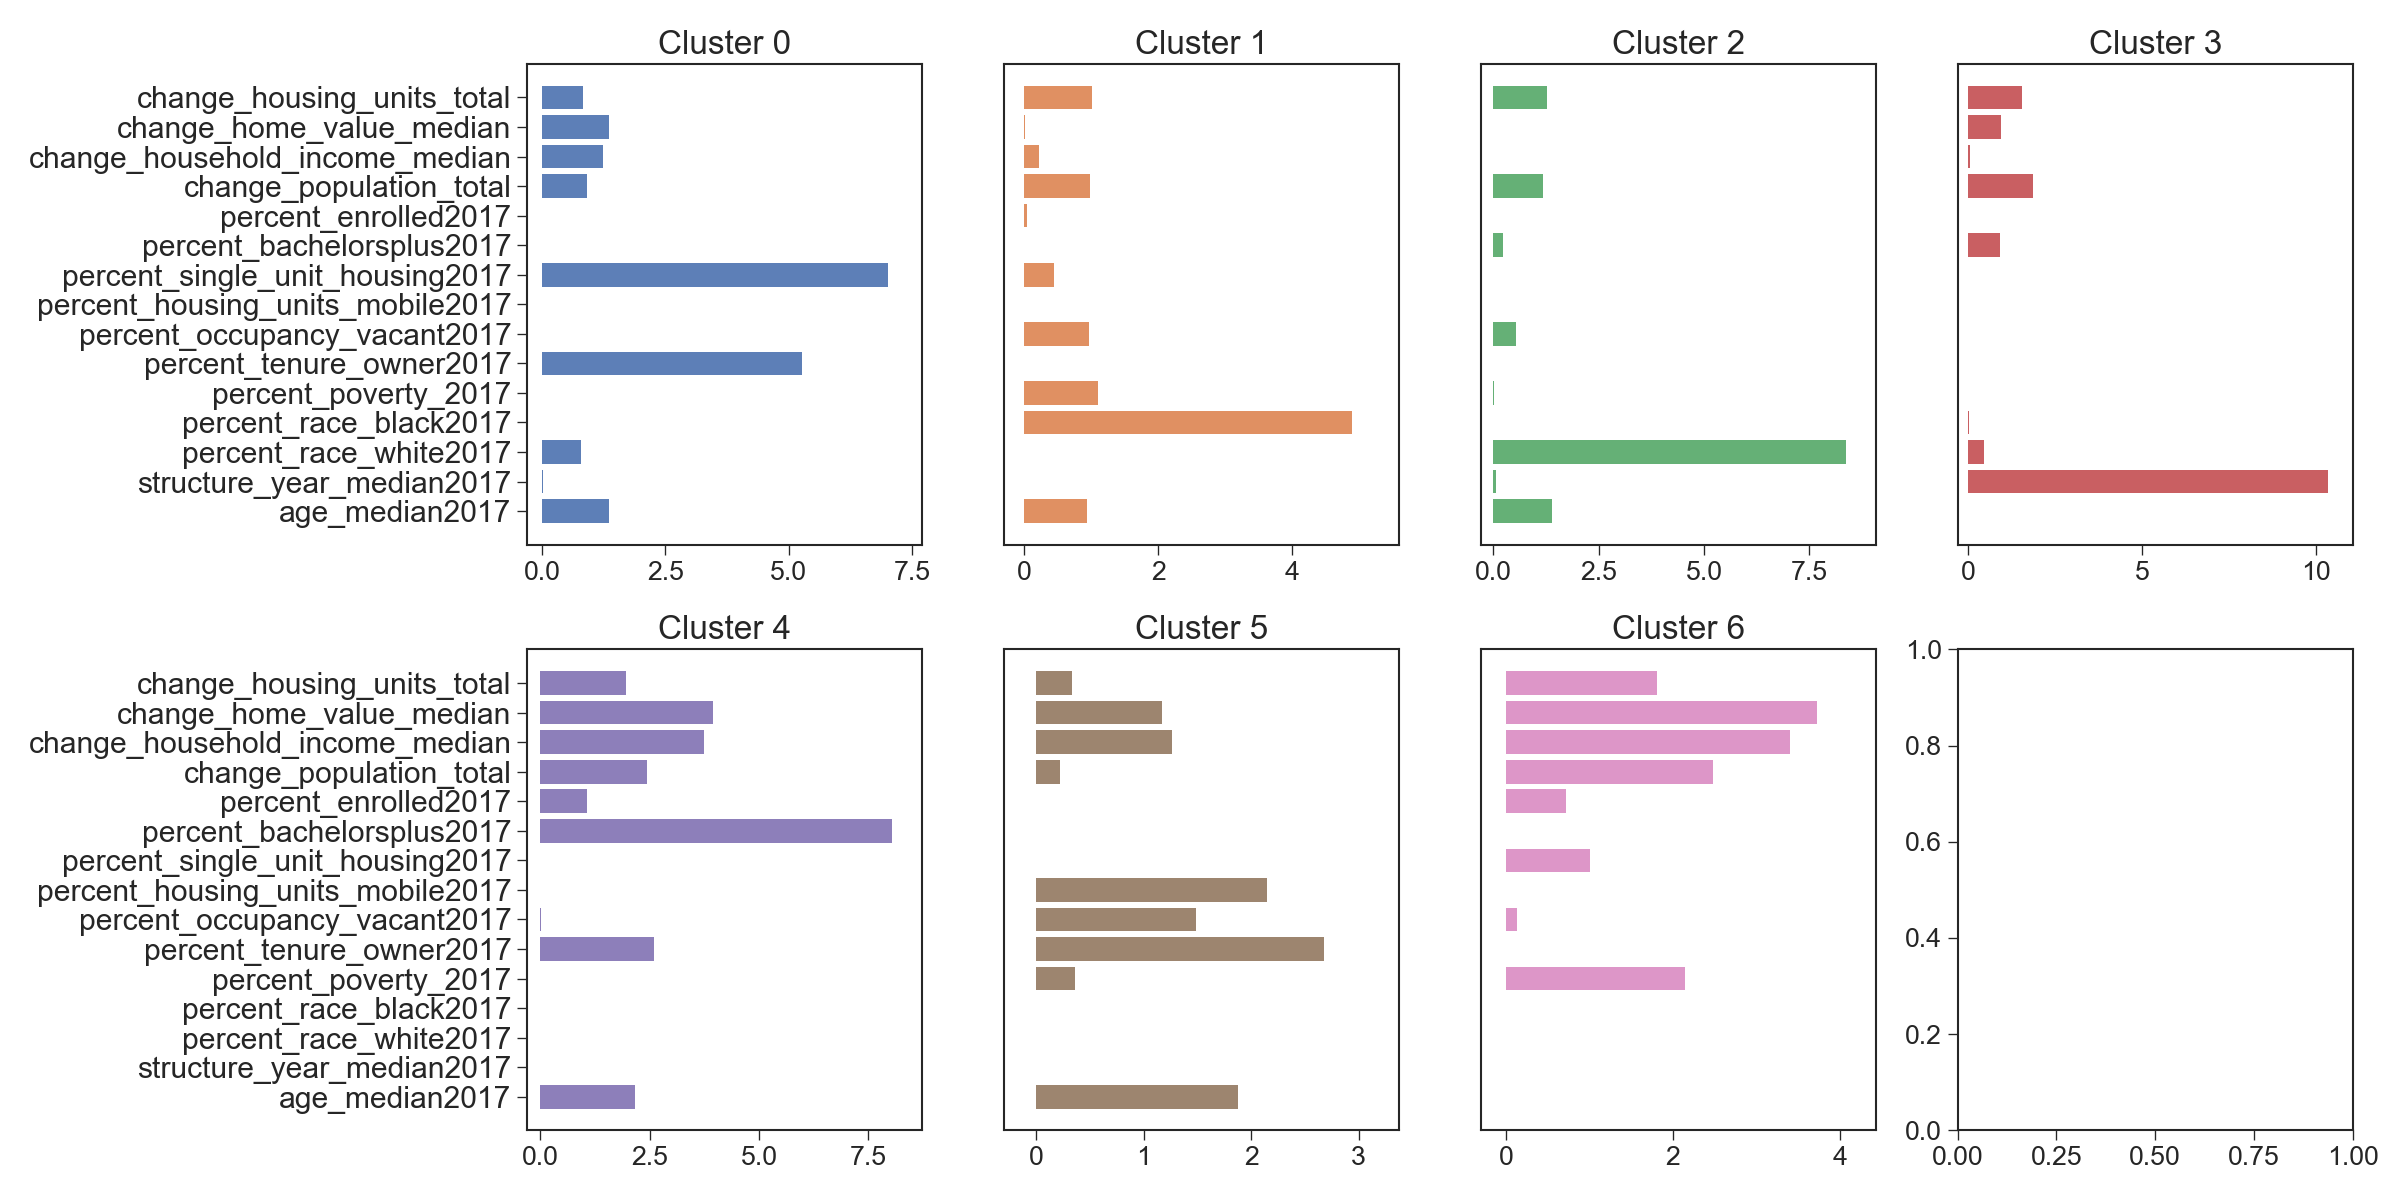 Cluster 0
Cluster 1
Cluster 2
Cluster 3
change_housing_units_total
change_home_value_median
change_household_income_median
change_population_total
percent_enrolled2017
percent_bachelorsplus2017
percent_single_unit_housing2017
percent_housing_units_mobile2017
percent_occupancy_vacant2017
percent_tenure_owner2017
percent_poverty_2017
percent_race_black2017
percent_race_white2017
structure_year_median2017
age_median2017
0.0 2.5 5.0 7.5
0 2 4
0.0 2.5 5.0 7.5
0 5 10
Cluster 4
Cluster 5
Cluster 6
change_housing_units_total
change_home_value_median
change_household_income_median
change_population_total
percent_enrolled2017
percent_bachelorsplus2017
percent_single_unit_housing2017
percent_housing_units_mobile2017
percent_occupancy_vacant2017
percent_tenure_owner2017
percent_poverty_2017
percent_race_black2017
percent_race_white2017
structure_year_median2017
age_median2017
0.0 2.5 5.0 7.5
0 1 2 3
0 2 4
1.0
0.8
0.6
0.4
0.2
0.0
0.00 0.25 0.50 0.75 1.00